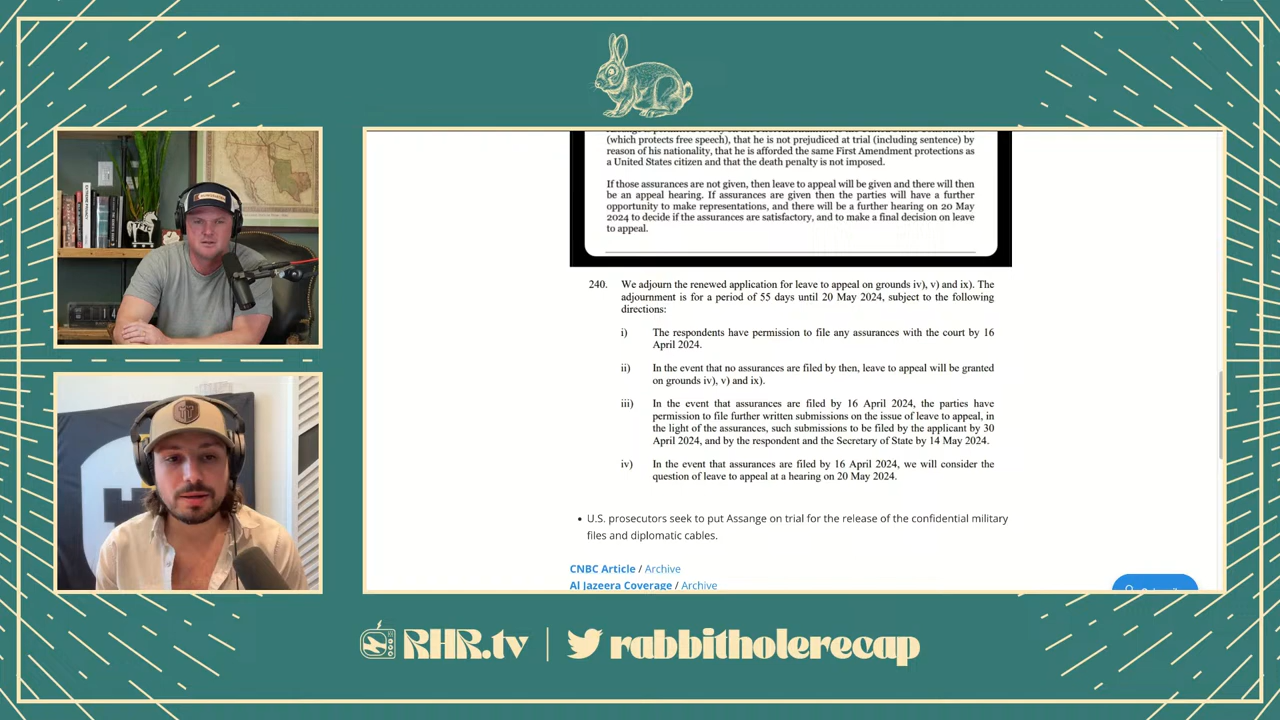 (which protects free speech), that he is not prejudiced at trial (including sentence) by
reason of his nationality, that he is afforded the same First Amendment protections as
a United States citizen and that the death penalty is not imposed.
If those assurances are not given, then leave to appeal will be given and there will then
be an appeal hearing. If assurances are given then the parties will have a further
opportunity to make representations, and there will be a further hearing on 20 May
2024 to decide if the assurances are satisfactory, and to make a final decision on leave
to appeal.
240. We adjourn the renewed application for leave to appeal on grounds iv), v) and ix). The
adjournment is for a period of 55 days until 20 May 2024, subject to the following
directions:
i) The respondents have permission to file any assurances with the court by 16
April 2024.
ii) In the event that no assurances are filed by then, leave to appeal will be granted
on grounds iv), v) and ix).
iii) In the event that assurances are filed by 16 April 2024, the parties have
permission to file further written submissions on the issue of leave to appeal, in
the light of the assurances, such submissions to be filed by the applicant by 30
April 2024, and by the respondent and the Secretary of State by 14 May 2024.
iv) In the event that assurances are filed by 16 April 2024, we will consider the
question of leave to appeal at a hearing on 20 May 2024.
• U.S. prosecutors seek to put Assange on trial for the release of the confidential military
files and diplomatic cables.
CNBC Article / Archive
Al Jazeera Coverage / Archive
RHR.tv | rabbitholerecap